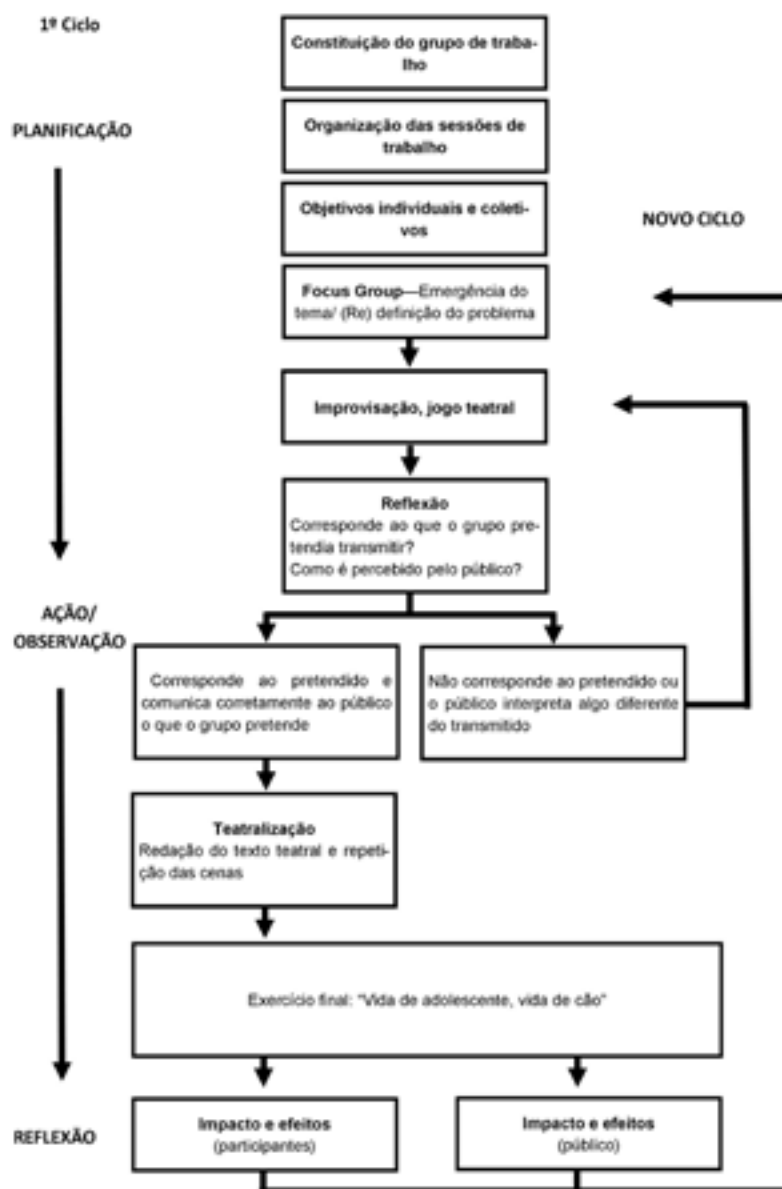 1º Ciclo
Constituição do grupo de traba-
lho
PLANIFICAÇÃO
Organização das sessões de
trabalho
Objetivos individuais e coleti-
vos
NOVO CICLO
Focus Group—Emergência do
tema/ (Re) definição do problema
Improvisação, jogo teatral
Reflexão
Corresponde ao que o grupo pre-
tendia transmitir?
Como é percebido pelo público?
AÇÃO/
OBSERVAÇÃO
Corresponde ao pretendido e
comunica corretamente ao público
o que o grupo pretende
Não corresponde ao pretendido ou
o público interpreta algo diferente
do transmitido
Teatralização
Redação do texto teatral e repeti-
ção das cenas
Exercício final: "Vida de adolescente, vida de cão"
REFLEXÃO
Impacto e efeitos
(participantes)
Impacto e efeitos
(público)